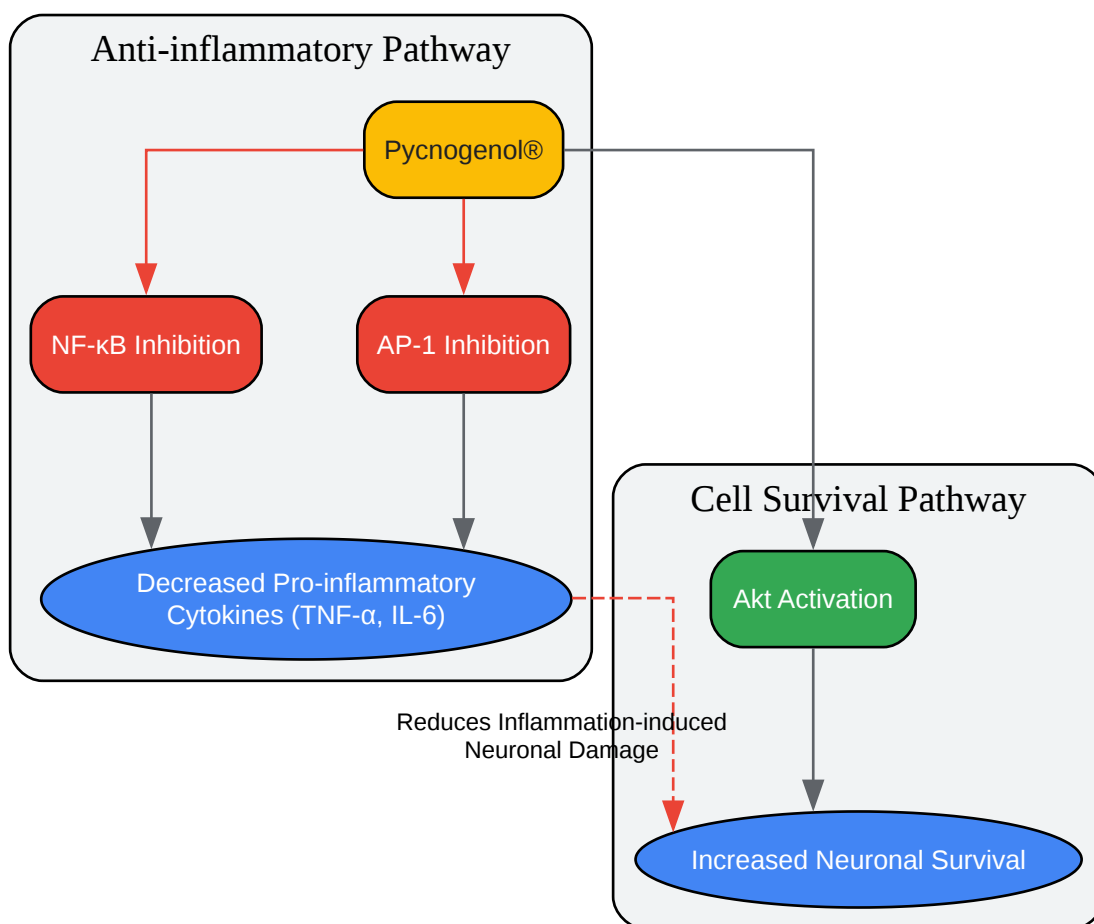 Anti-inflammatory Pathway
Pycnogenol®
NF-κB Inhibition
AP-1 Inhibition
Decreased Pro-inflammatory
Cytokines (TNF-α, IL-6)
Cell Survival Pathway
Akt Activation
Reduces Inflammation-induced
Neuronal Damage
Increased Neuronal Survival